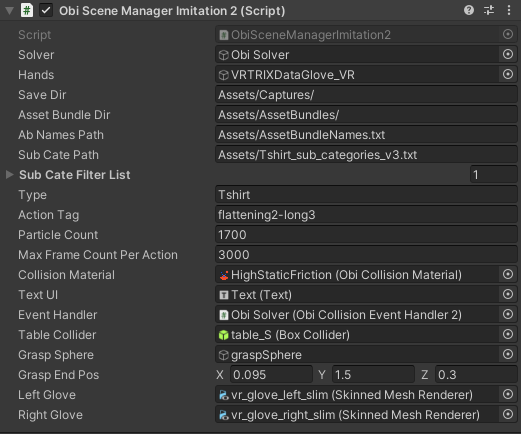 Obi Scene Manager Imitation 2 (Script)
Script ObiSceneManagerImitation2
Solver Obi Solver
Hands VRTRIXDataGlove_VR
Save Dir Assets/Captures/
Asset Bundle Dir Assets/AssetBundles/
Ab Names Path Assets/AssetBundleNames.txt
Sub Cate Path Assets/Tshirt_sub_categories_v3.txt
Sub Cate Filter List 1
Type Tshirt
Action Tag flattening2-long3
Particle Count 1700
Max Frame Count Per Action 3000
Collision Material HighStaticFriction (Obi Collision Material)
Text UI Text (Text)
Event Handler Obi Solver (Obi Collision Event Handler 2)
Table Collider table_S (Box Collider)
Grasp Sphere graspSphere
Grasp End Pos X 0.095 Y 1.5 Z 0.3
Left Glove vr_glove_left_slim (Skinned Mesh Renderer)
Right Glove vr_glove_right_slim (Skinned Mesh Renderer)